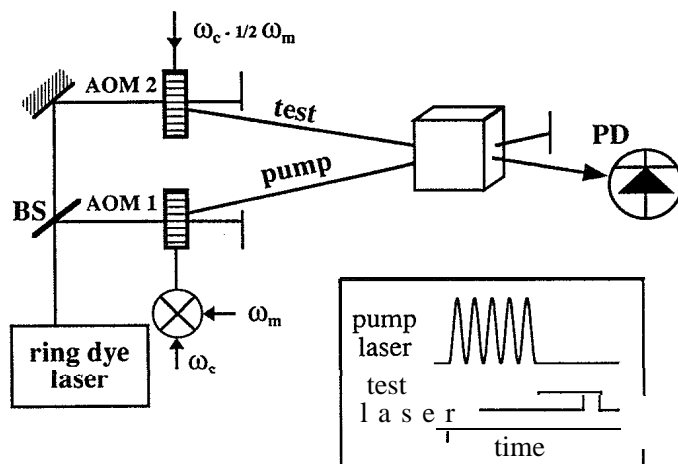 ω_c - 1/2 ω_m
AOM 2
test
PD
pump
BS
AOM 1
ω_m
ring dye
laser
ω_c
pump
laser
test
laser
time